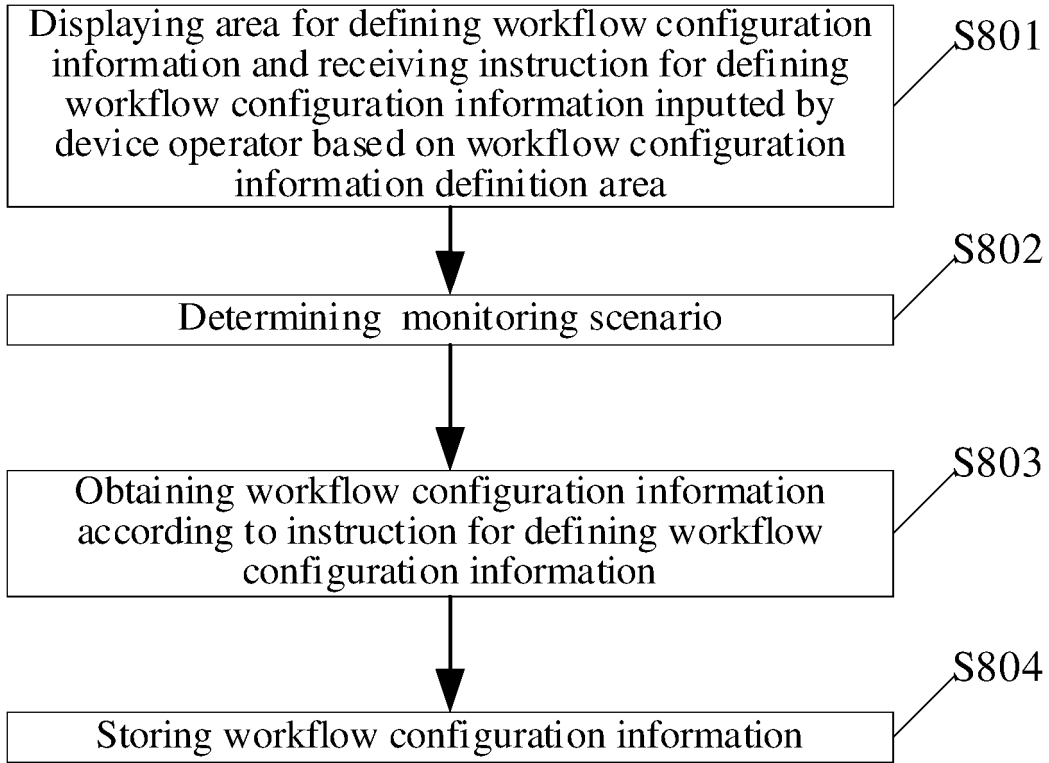 Displaying area for defining workflow configuration
information and receiving instruction for defining
workflow configuration information inputted by
device operator based on workflow configuration
information definition area
S801
Determining monitoring scenario
S802
Obtaining workflow configuration information
according to instruction for defining workflow
configuration information
S803
Storing workflow configuration information
S804